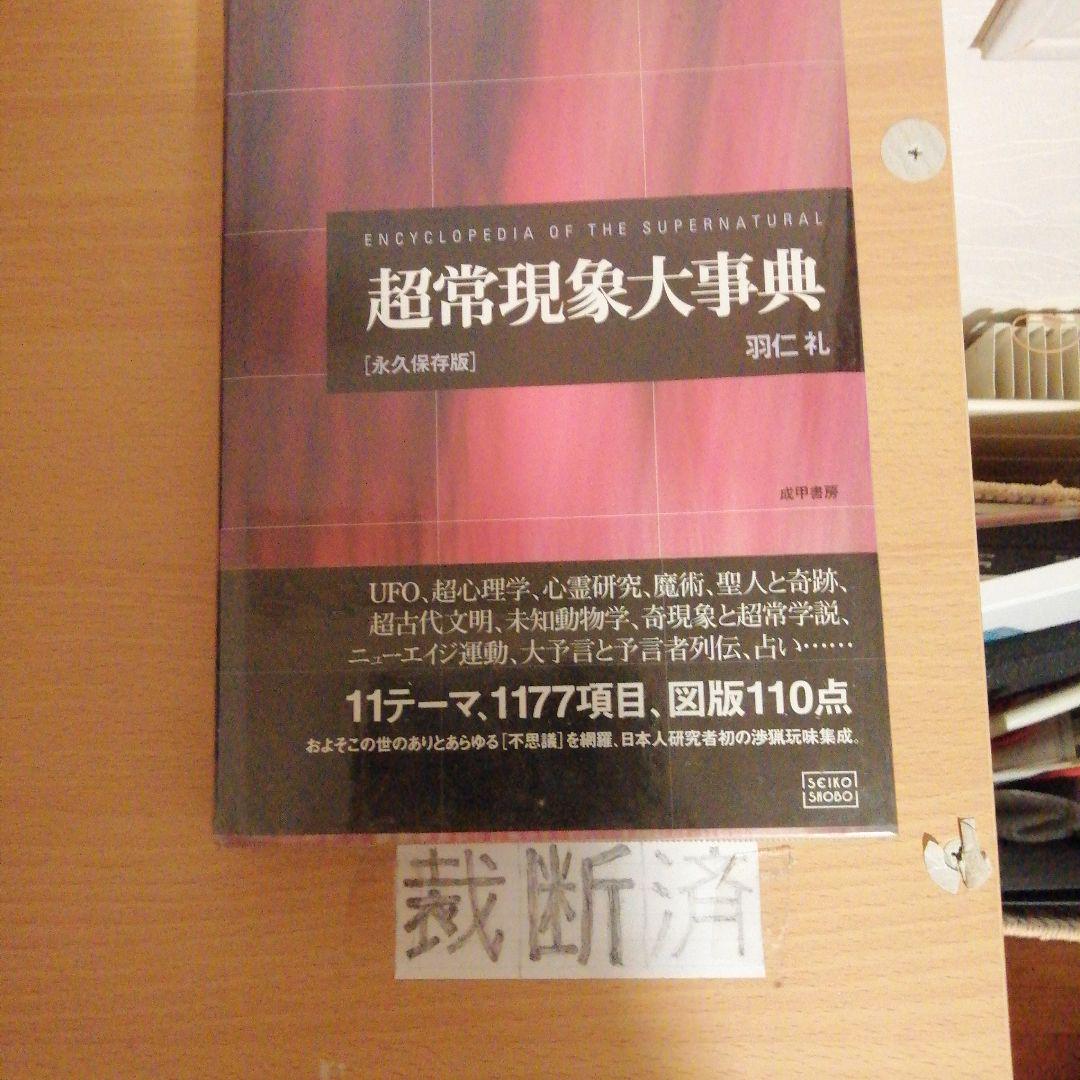 ENCYCLOPEDIA OF THE SUPERNATURAL
超常現象大事典
羽仁 礼
[永久保存版]
成甲書房
UFO、超心理学、心霊研究、魔術、聖人と奇跡、
超古代文明、未知動物学、奇現象と超常学説、
ニューエイジ運動、大予言と予言者列伝、占い……
11テーマ、1177項目、図版110点
およそこの世のありとあらゆる[不思議]を網羅、日本人研究者初の渉猟玩味集成。
SEIKO
SHOBO
裁断済